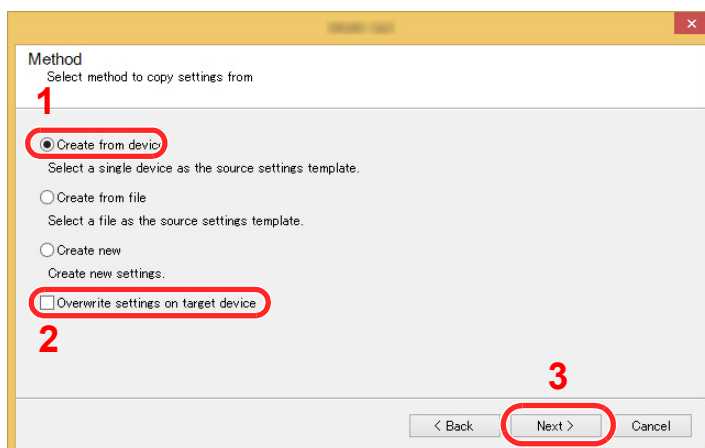 Method
Select method to copy settings from
1
Create from device
Select a single device as the source settings template.
Create from file
Select a file as the source settings template.
Create new
Create new settings.
Overwrite settings on target device
2
3
< Back Next > Cancel